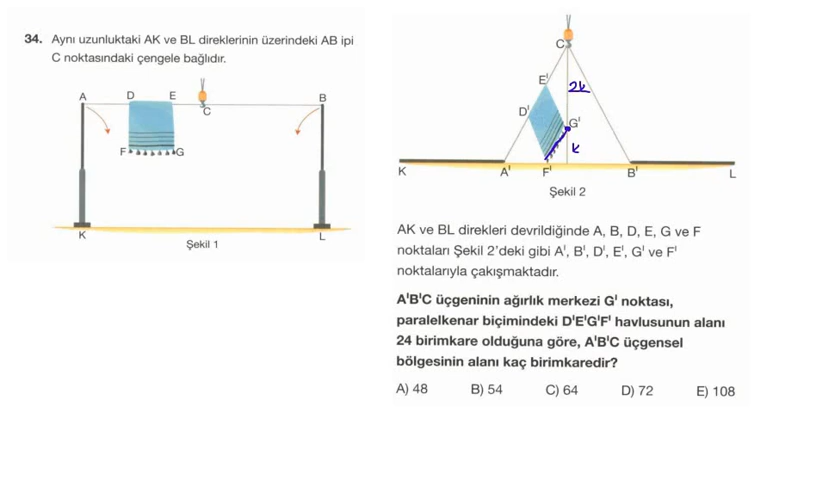 34. Aynı uzunluktaki AK ve BL direklerinin üzerindeki AB ipi
C noktasındaki çengele bağlıdır.
A D E C B
F G
K L
Şekil 1
C
E'
2k
D'
G'
k
K A' F' B' L
Şekil 2
AK ve BL direkleri devrildiğinde A, B, D, E, G ve F
noktaları Şekil 2'deki gibi A', B', D', E', G' ve F'
noktalarıyla çakışmaktadır.
A'B'C üçgeninin ağırlık merkezi G' noktası,
paralelkenar biçimindeki D'E'G'F' havlusunun alanı
24 birimkare olduğuna göre, A'B'C üçgensel
bölgesinin alanı kaç birimkaredir?
A) 48 B) 54 C) 64 D) 72 E) 108